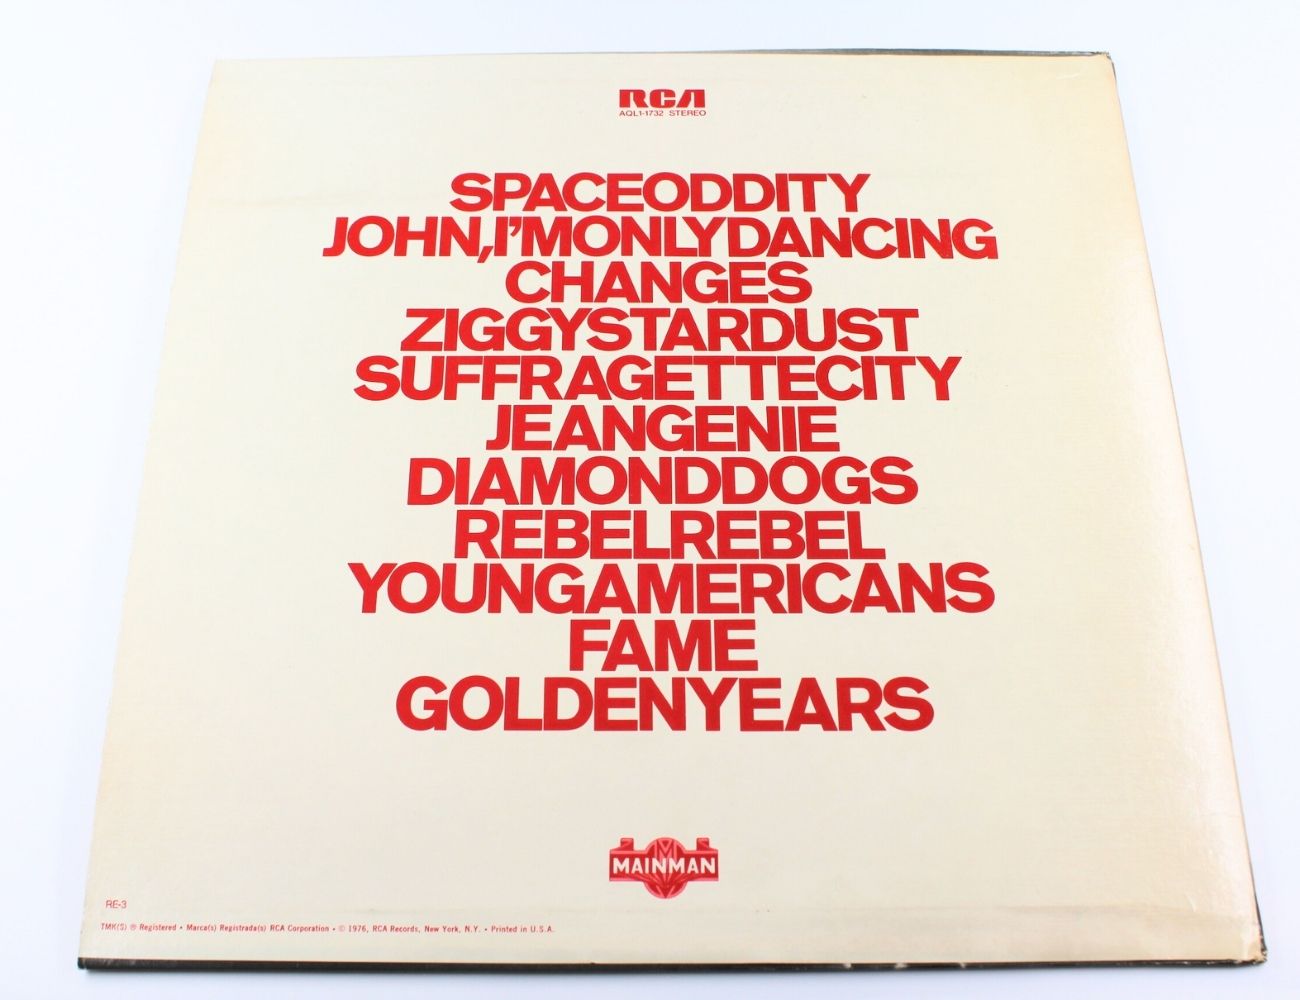 RCA
AQL1-1732 STEREO
SPACEODDITY
JOHN,I'MONLYDANCING
CHANGES
ZIGGYSTARDUST
SUFFRAGETTECITY
JEANGENIE
DIAMONDDOGS
REBELREBEL
YOUNGAMERICANS
FAME
GOLDENYEARS
MAINMAN
RE-3
TMK(S) ® Registered • Marca(s) Registrada(s) RCA Corporation • © 1976, RCA Records, New York, N.Y. • Printed in U.S.A.